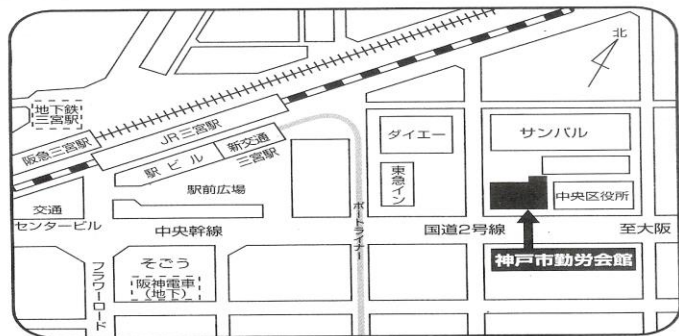 北
地下鉄
三宮駅
阪急三宮駅
JR三宮駅
駅ビル
新交通
三宮駅
駅前広場
ダイエー
サンパル
東急イン
中央区役所
交通
センタービル
中央幹線
ポートライナー
国道2号線
至大阪
神戸市勤労会館
フラワーロード
そごう
阪神電車
(地下)